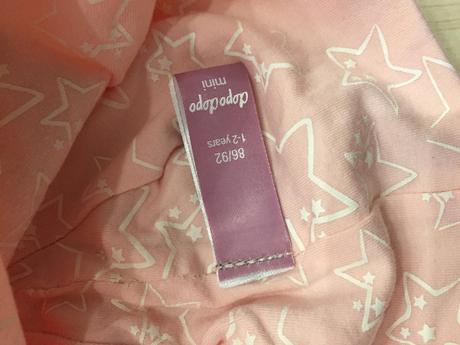 dopodopo
mini
86/92
1-2 years